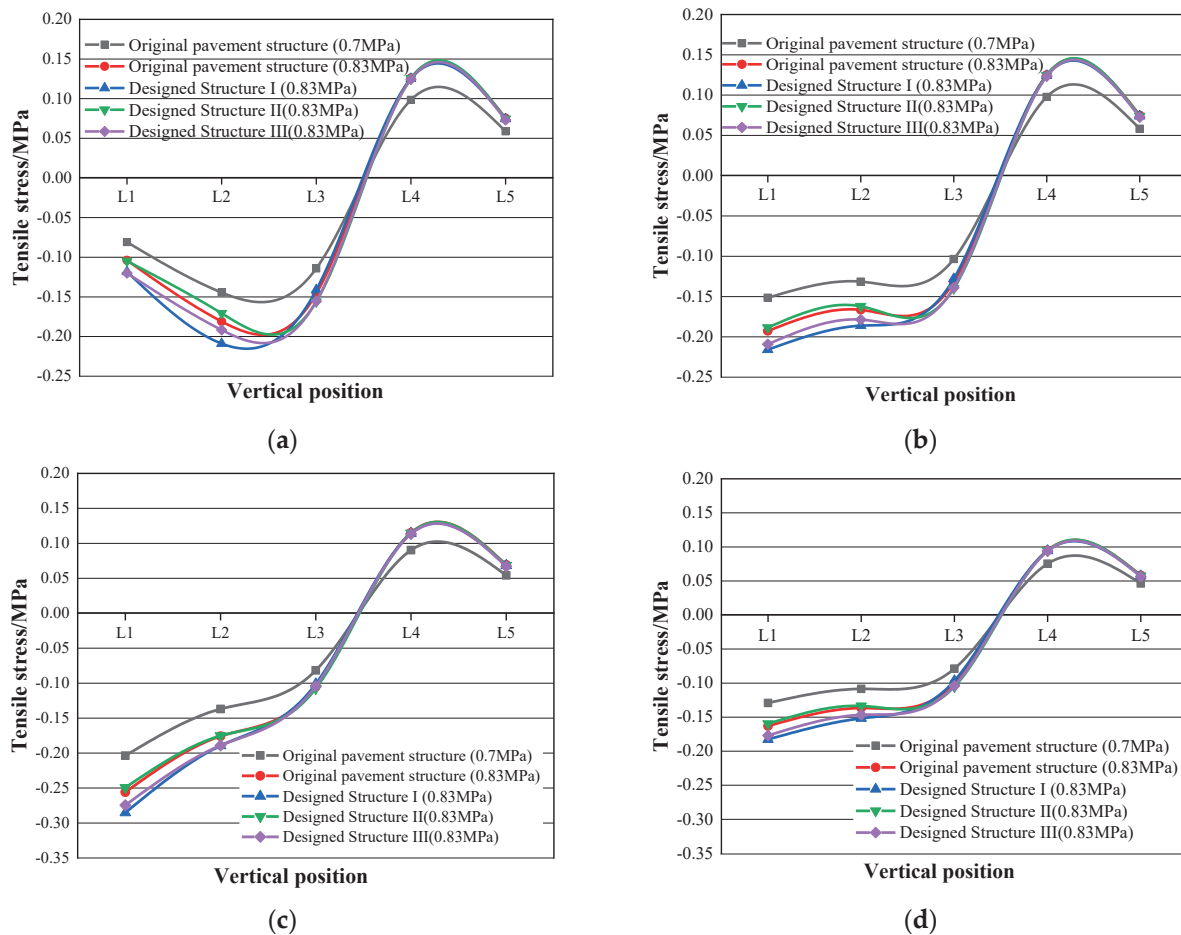 0.20
0.15
0.10
0.05
0.00
-0.05
-0.10
-0.15
-0.20
-0.25
Tensile stress/MPa
Original pavement structure (0.7MPa)
Original pavement structure (0.83MPa)
Designed Structure I (0.83MPa)
Designed Structure II(0.83MPa)
Designed Structure III(0.83MPa)
L1 L2 L3 L4 L5
Vertical position
(a)
0.20
0.15
0.10
0.05
0.00
-0.05
-0.10
-0.15
-0.20
-0.25
Tensile stress/MPa
Original pavement structure (0.7MPa)
Original pavement structure (0.83MPa)
Designed Structure I (0.83MPa)
Designed Structure II(0.83MPa)
Designed Structure III(0.83MPa)
L1 L2 L3 L4 L5
Vertical position
(b)
0.20
0.15
0.10
0.05
0.00
-0.05
-0.10
-0.15
-0.20
-0.25
-0.30
-0.35
Tensile stress/MPa
L1 L2 L3 L4 L5
Original pavement structure (0.7MPa)
Original pavement structure (0.83MPa)
Designed Structure I (0.83MPa)
Designed Structure II(0.83MPa)
Designed Structure III(0.83MPa)
Vertical position
(c)
0.20
0.15
0.10
0.05
0.00
-0.05
-0.10
-0.15
-0.20
-0.25
-0.30
-0.35
Tensile stress/MPa
L1 L2 L3 L4 L5
Original pavement structure (0.7MPa)
Original pavement structure (0.83MPa)
Designed Structure I (0.83MPa)
Designed Structure II(0.83MPa)
Designed Structure III(0.83MPa)
Vertical position
(d)